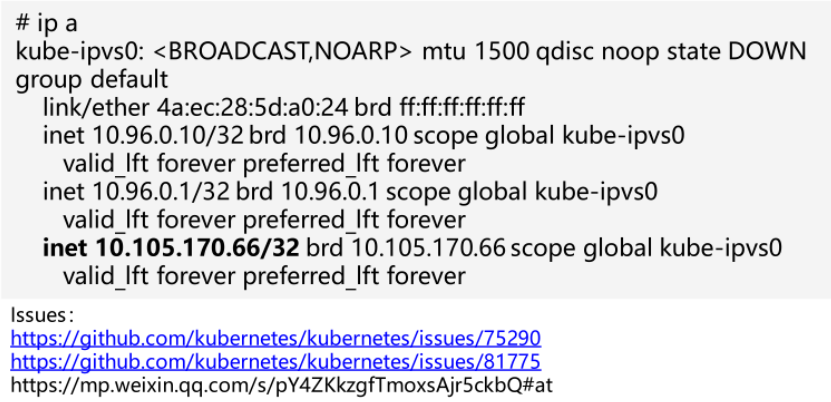 # ip a
kube-ipvs0: <BROADCAST,NOARP> mtu 1500 qdisc noop state DOWN
group default
link/ether 4a:ec:28:5d:a0:24 brd ff:ff:ff:ff:ff:ff
inet 10.96.0.10/32 brd 10.96.0.10 scope global kube-ipvs0
valid_lft forever preferred_lft forever
inet 10.96.0.1/32 brd 10.96.0.1 scope global kube-ipvs0
valid_lft forever preferred_lft forever
inet 10.105.170.66/32 brd 10.105.170.66 scope global kube-ipvs0
valid_lft forever preferred_lft forever
Issues：
https://github.com/kubernetes/kubernetes/issues/75290
https://github.com/kubernetes/kubernetes/issues/81775
https://mp.weixin.qq.com/s/pY4ZKkzgfTmoxsAjr5ckbQ#at